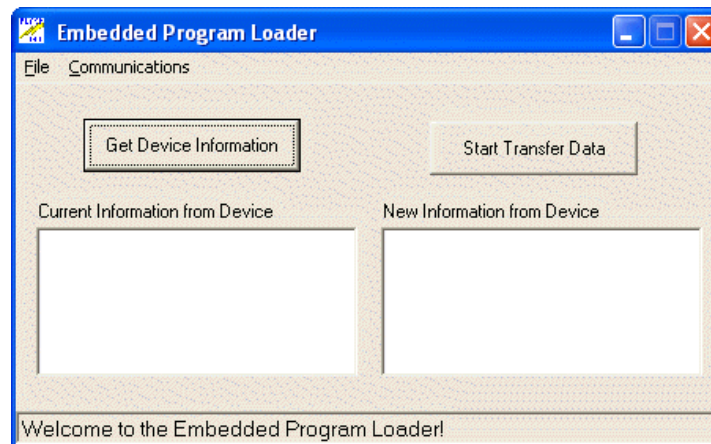 Embedded Program Loader
File Communications
Get Device Information Start Transfer Data
Current Information from Device New Information from Device
Welcome to the Embedded Program Loader!